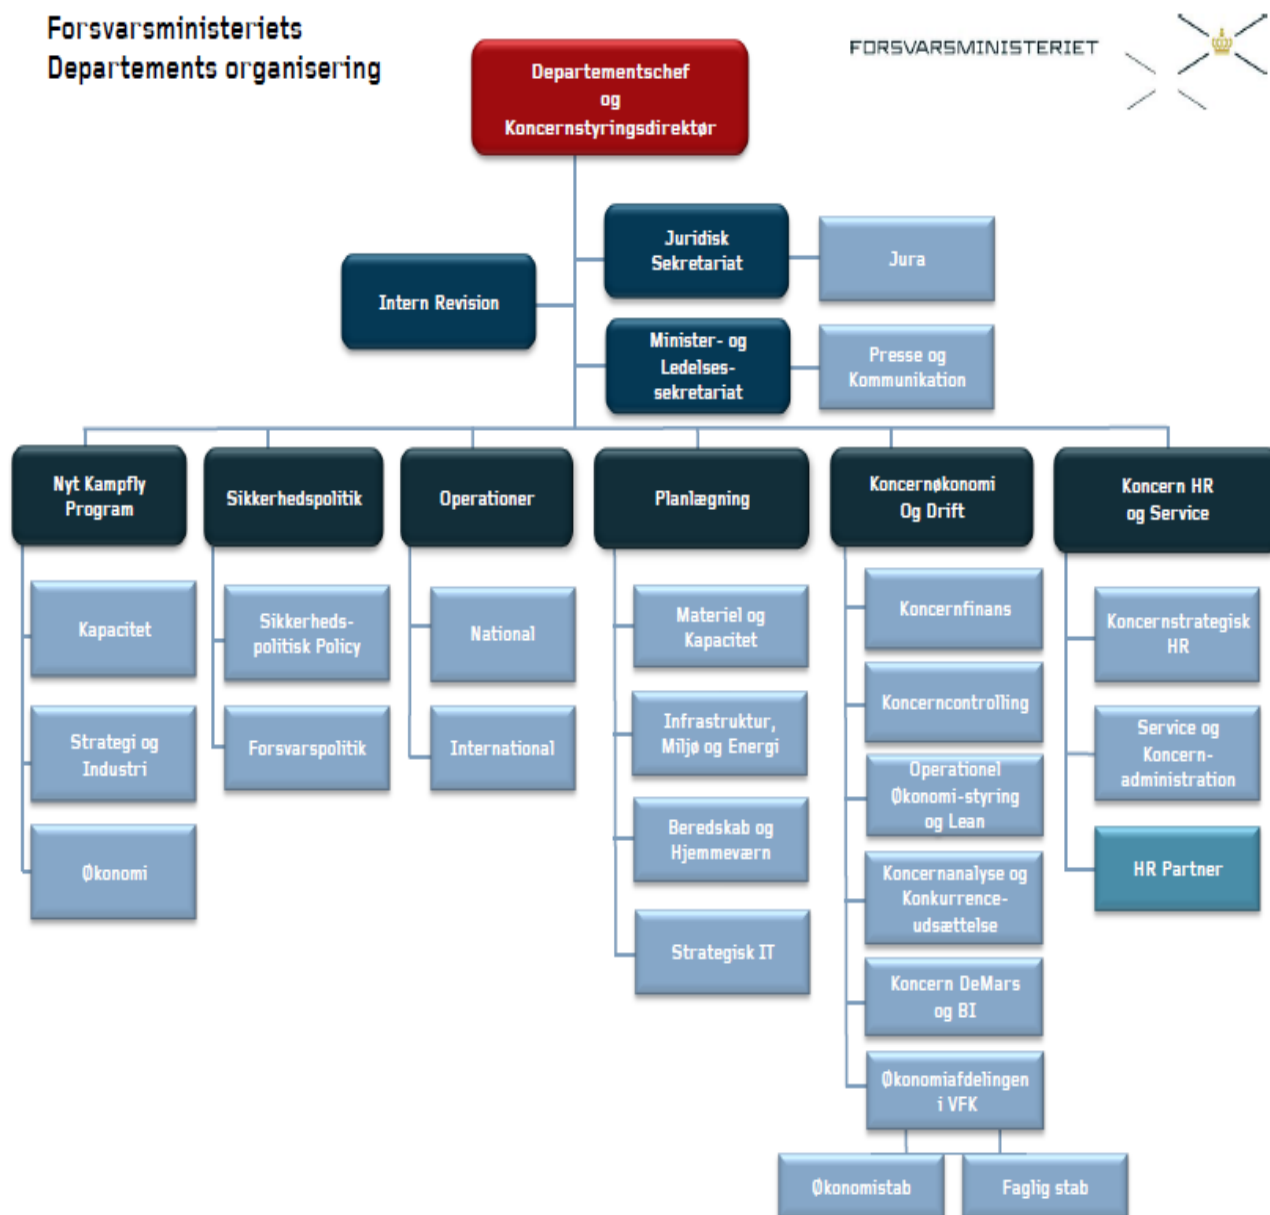 Forsvarsministeriets
Departements organisering
FORSVARSMINISTERIET
Departementschef
og
Koncernstyringsdirektør
Juridisk
Sekretariat
Jura
Intern Revision
Minister- og
Ledelses-
sekretariat
Presse og
Kommunikation
Nyt Kampfly
Program
Kapacitet
Strategi og
Industri
Økonomi
Sikkerhedspolitik
Sikkerheds-
politisk Policy
Forsvarspolitik
Operationer
National
International
Planlægning
Materiel og
Kapacitet
Infrastruktur,
Miljø og Energi
Beredskab og
Hjemmeværn
Strategisk IT
Koncernøkonomi
Og Drift
Koncernfinans
Koncerncontrolling
Operationel
Økonomi-styring
og Lean
Koncernanalyse og
Konkurrence-
udsættelse
Koncern DeMars
og BI
Økonomiafdelingen
i VFK
Økonomistab
Faglig stab
Koncern HR
og Service
Koncernstrategisk
HR
Service og
Koncern-
administration
HR Partner